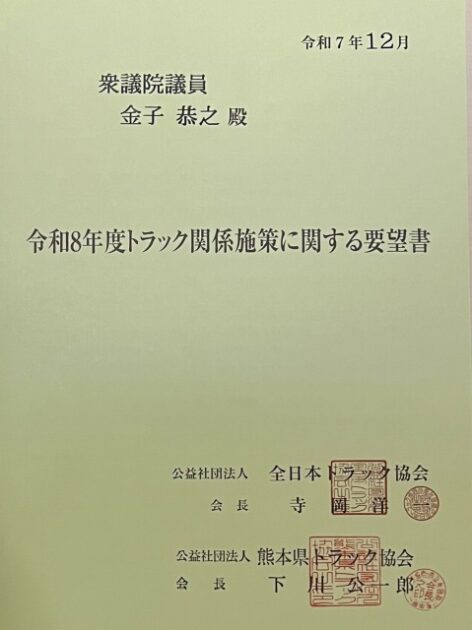 令和7年12月
衆議院議員
金子 恭之 殿
令和8年度トラック関係施策に関する要望書
公益社団法人 全日本トラック協会
会長 寺岡洋一
公益社団法人 熊本県トラック協会
会長 下川公一郎